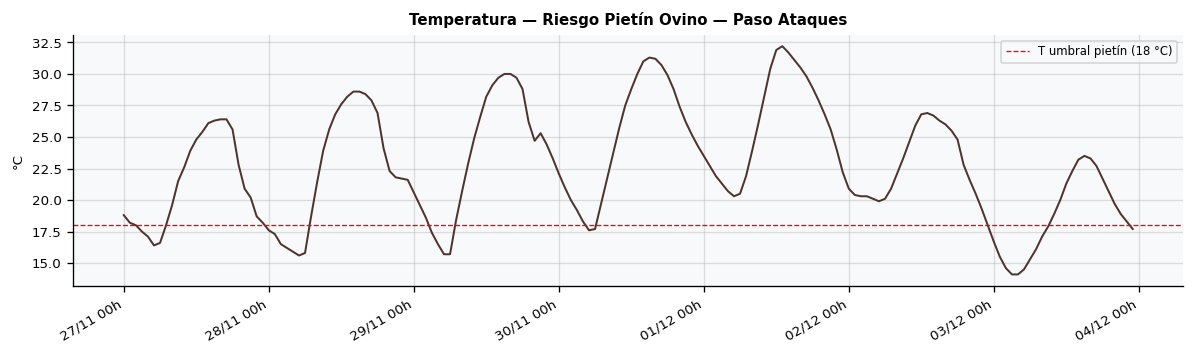 Temperatura — Riesgo Pietín Ovino — Paso Ataques
T umbral pietín (18 °C)
°C
32.5
30.0
27.5
25.0
22.5
20.0
17.5
15.0
27/11 00h
28/11 00h
29/11 00h
30/11 00h
01/12 00h
02/12 00h
03/12 00h
04/12 00h